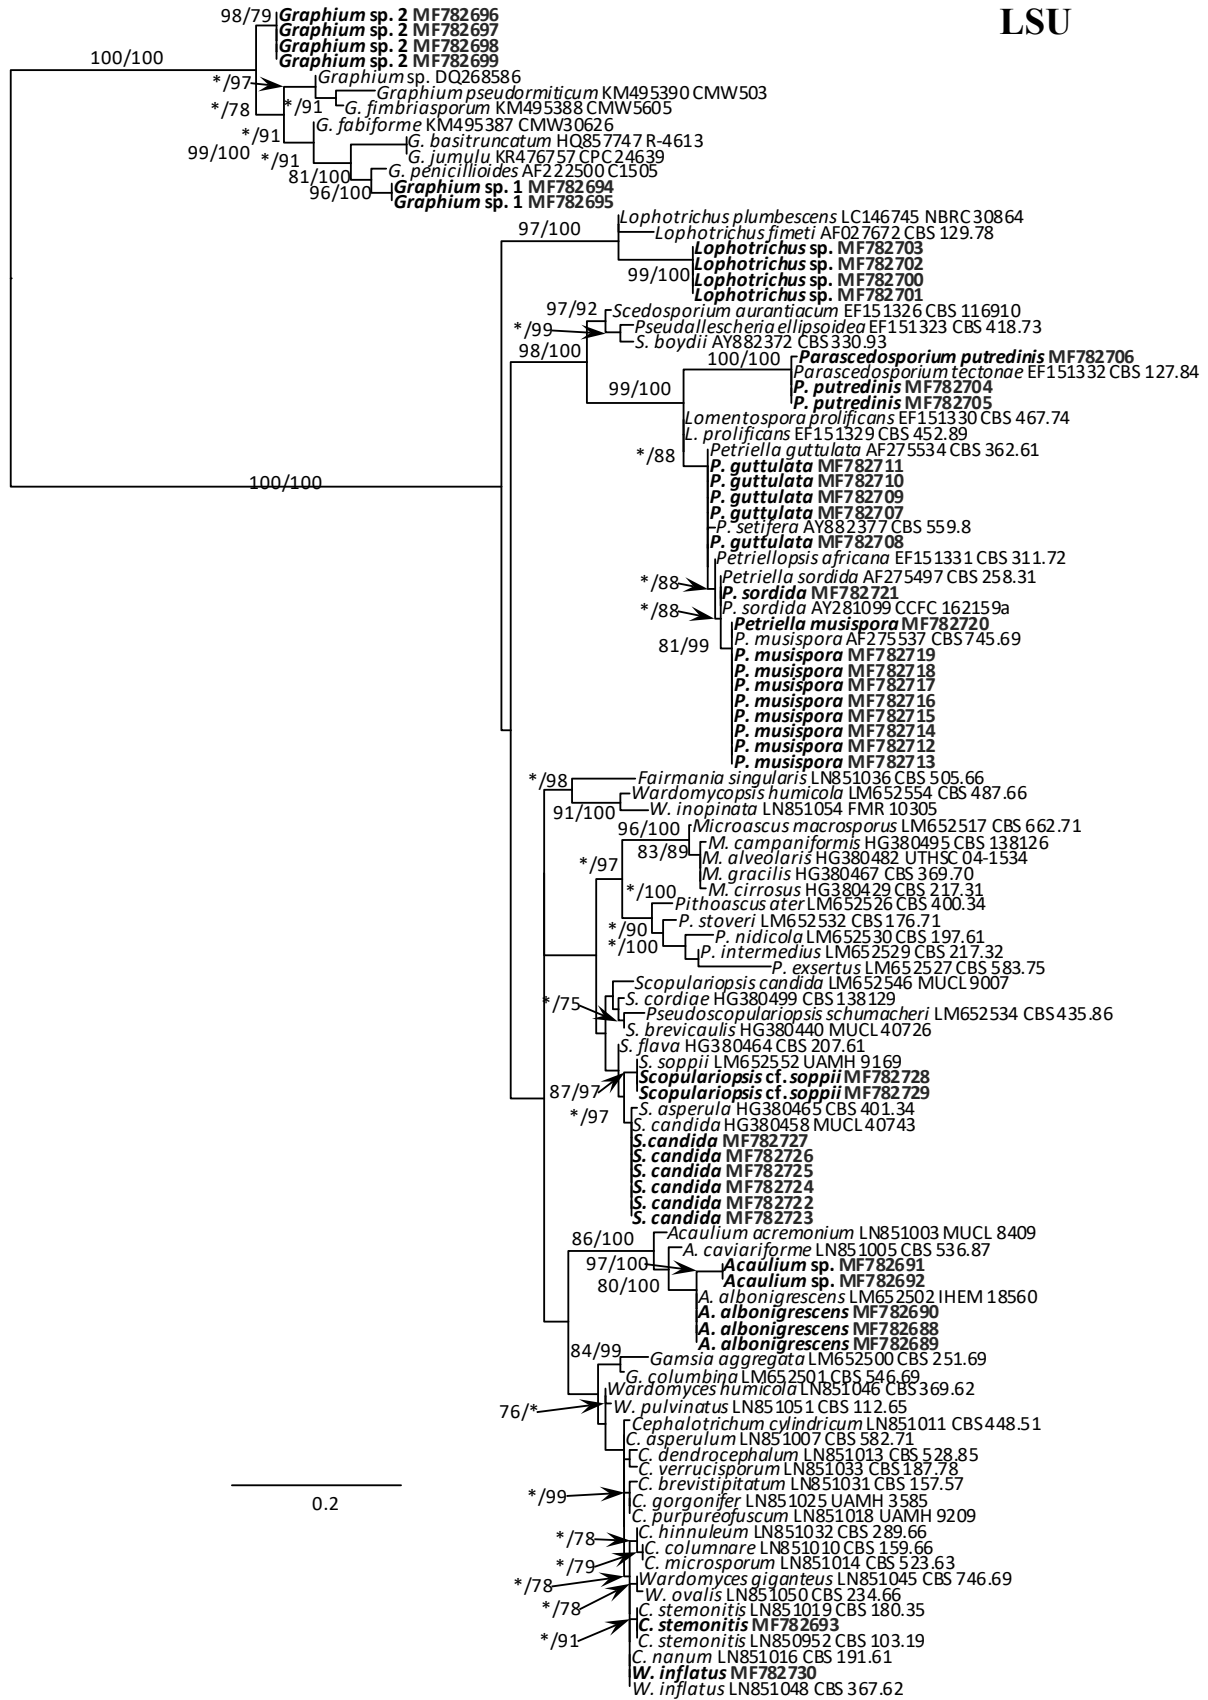 LSU
98/79
Graphium sp. 2 MF782696
Graphium sp. 2 MF782697
Graphium sp. 2 MF782698
Graphium sp. 2 MF782699
100/100
Graphium sp. DQ268586
*/97
Graphium pseudormiticum KM495390 CMW503
*/91
G. fimbriasporum KM495388 CMW5605
*/78
G. fabiforme KM495387 CMW30626
*/91
G. basitruncatum HQ857747 R-4613
99/100
G. jumulu KR476757 CPC 24639
*/91
G. penicillioides AF222500 C1505
81/100
Graphium sp. 1 MF782694
96/100
Graphium sp. 1 MF782695
Lophotrichus plumbescens LC146745 NBRC 30864
97/100
Lophotrichus fimeti AF027672 CBS 129.78
Lophotrichus sp. MF782703
Lophotrichus sp. MF782702
99/100
Lophotrichus sp. MF782700
Lophotrichus sp. MF782701
97/92
Scedosporium aurantiacum EF151326 CBS 116910
*/99
Pseudallescheria ellipsoidea EF151323 CBS 418.73
S. boydii AY882372 CBS 330.93
98/100
100/100
Parascedosporium putredinis MF782706
Parascedosporium tectonae EF151332 CBS 127.84
99/100
P. putredinis MF782704
P. putredinis MF782705
Lomentospora prolificans EF151330 CBS 467.74
L. prolificans EF151329 CBS 452.89
*/88
Petriella guttulata AF275534 CBS 362.61
P. guttulata MF782711
P. guttulata MF782710
P. guttulata MF782709
P. guttulata MF782707
100/100
P. setifera AY882377 CBS 559.8
P. guttulata MF782708
Petriellopsis africana EF151331 CBS 311.72
*/88
Petriella sordida AF275497 CBS 258.31
P. sordida MF782721
*/88
P. sordida AY281099 CCFC 162159a
Petriella musispora MF782720
81/99
P. musispora AF275537 CBS 745.69
P. musispora MF782719
P. musispora MF782718
P. musispora MF782717
P. musispora MF782716
P. musispora MF782715
P. musispora MF782714
P. musispora MF782712
P. musispora MF782713
*/98
Fairmania singularis LN851036 CBS 505.66
Wardomycopsis humicola LM652554 CBS 487.66
91/100
W. inopinata LN851054 FMR 10305
96/100
Microascus macrosporus LM652517 CBS 662.71
M. campaniformis HG380495 CBS 138126
83/89
M. alveolaris HG380482 UTHSC 04-1534
*/97
M. gracilis HG380467 CBS 369.70
M. cirrosus HG380429 CBS 217.31
*/100
Pithoascus ater LM652526 CBS 400.34
P. stoveri LM652532 CBS 176.71
*/90
P. nidicola LM652530 CBS 197.61
*/100
P. intermedius LM652529 CBS 217.32
P. exsertus LM652527 CBS 583.75
Scopulariopsis candida LM652546 MUCL 9007
*/75
S. cordiae HG380499 CBS 138129
Pseudoscopulariopsis schumacheri LM652534 CBS 435.86
S. brevicaulis HG380440 MUCL 40726
S. flava HG380464 CBS 207.61
S. soppii LM652552 UAMH 9169
Scopulariopsis cf. soppii MF782728
87/97
Scopulariopsis cf. soppii MF782729
*/97
S. asperula HG380465 CBS 401.34
S. candida HG380458 MUCL 40743
S.candida MF782727
S. candida MF782726
S. candida MF782725
S. candida MF782724
S. candida MF782722
S. candida MF782723
86/100
Acaulium acremonium LN851003 MUCL 8409
A. caviariforme LN851005 CBS 536.87
97/100
Acaulium sp. MF782691
80/100
Acaulium sp. MF782692
A. albonigrescens LM652502 IHEM 18560
A. albonigrescens MF782690
A. albonigrescens MF782688
A. albonigrescens MF782689
84/99
Gamsia aggregata LM652500 CBS 251.69
G. columbina LM652501 CBS 546.69
Wardomyces humicola LN851046 CBS 369.62
76/*
W. pulvinatus LN851051 CBS 112.65
Cephalotrichum cylindricum LN851011 CBS 448.51
C. asperulum LN851007 CBS 582.71
C. dendrocephalum LN851013 CBS 528.85
C. verrucisporum LN851033 CBS 187.78
C. brevistipitatum LN851031 CBS 157.57
*/99
C. gorgonifer LN851025 UAMH 3585
0.2
C. purpureofuscum LN851018 UAMH 9209
*/78
C. hinnuleum LN851032 CBS 289.66
C. columnare LN851010 CBS 159.66
*/79
C. microsporum LN851014 CBS 523.63
*/78
Wardomyces giganteus LN851045 CBS 746.69
W. ovalis LN851050 CBS 234.66
*/78
C. stemonitis LN851019 CBS 180.35
C. stemonitis MF782693
*/91
C. stemonitis LN850952 CBS 103.19
C. nanum LN851016 CBS 191.61
W. inflatus MF782730
W. inflatus LN851048 CBS 367.62